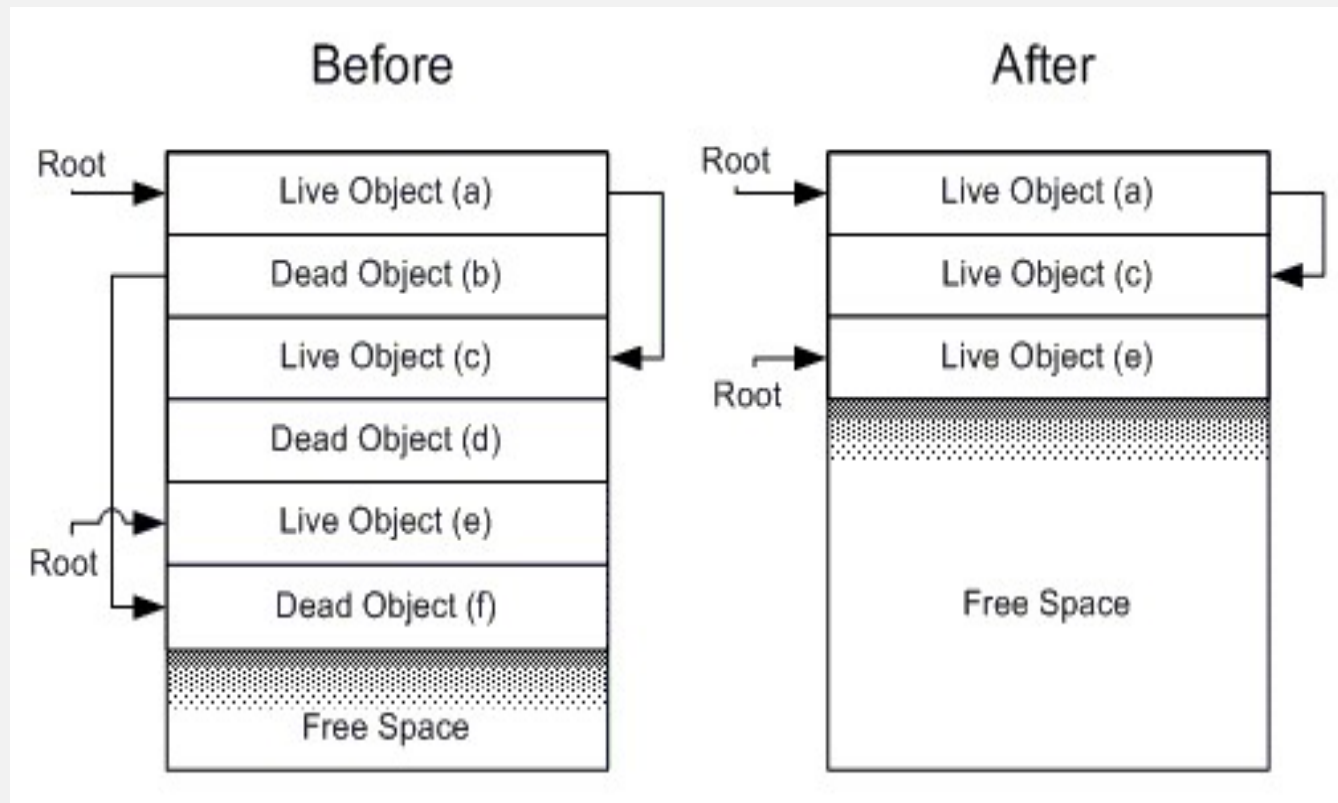 Before
Root
Live Object (a)
Dead Object (b)
Live Object (c)
Dead Object (d)
Live Object (e)
Root
Dead Object (f)
Free Space
After
Root
Live Object (a)
Live Object (c)
Live Object (e)
Root
Free Space